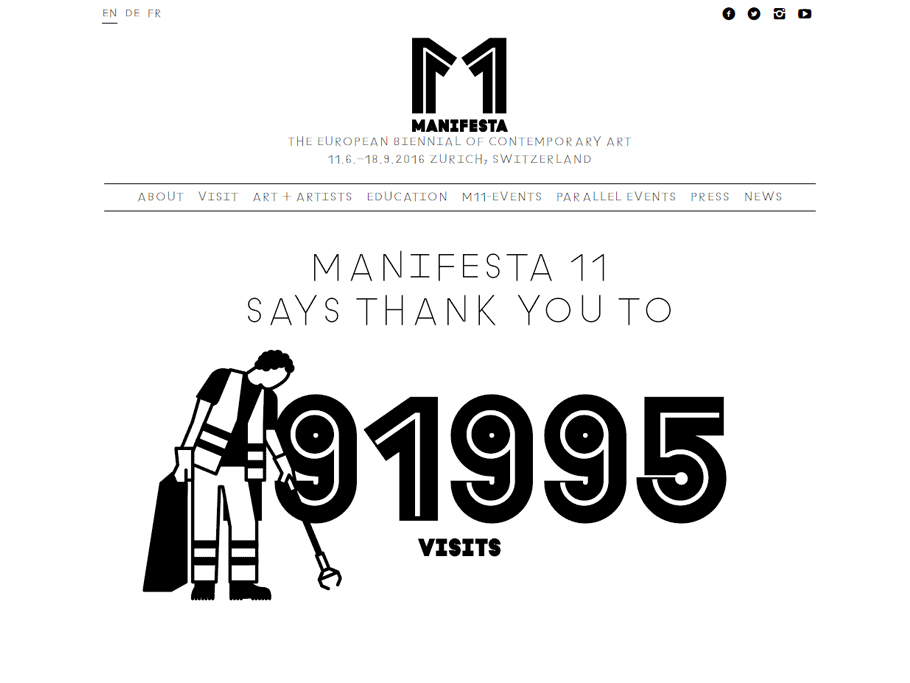 EN DE FR
MANIFESTA
THE EUROPEAN BIENNIAL OF CONTEMPORARY ART
11.6.–18.9.2016 ZURICH, SWITZERLAND
ABOUT VISIT ART + ARTISTS EDUCATION M11-EVENTS PARALLEL EVENTS PRESS NEWS
MANIFESTA 11
SAYS THANK YOU TO
91995
VISITS